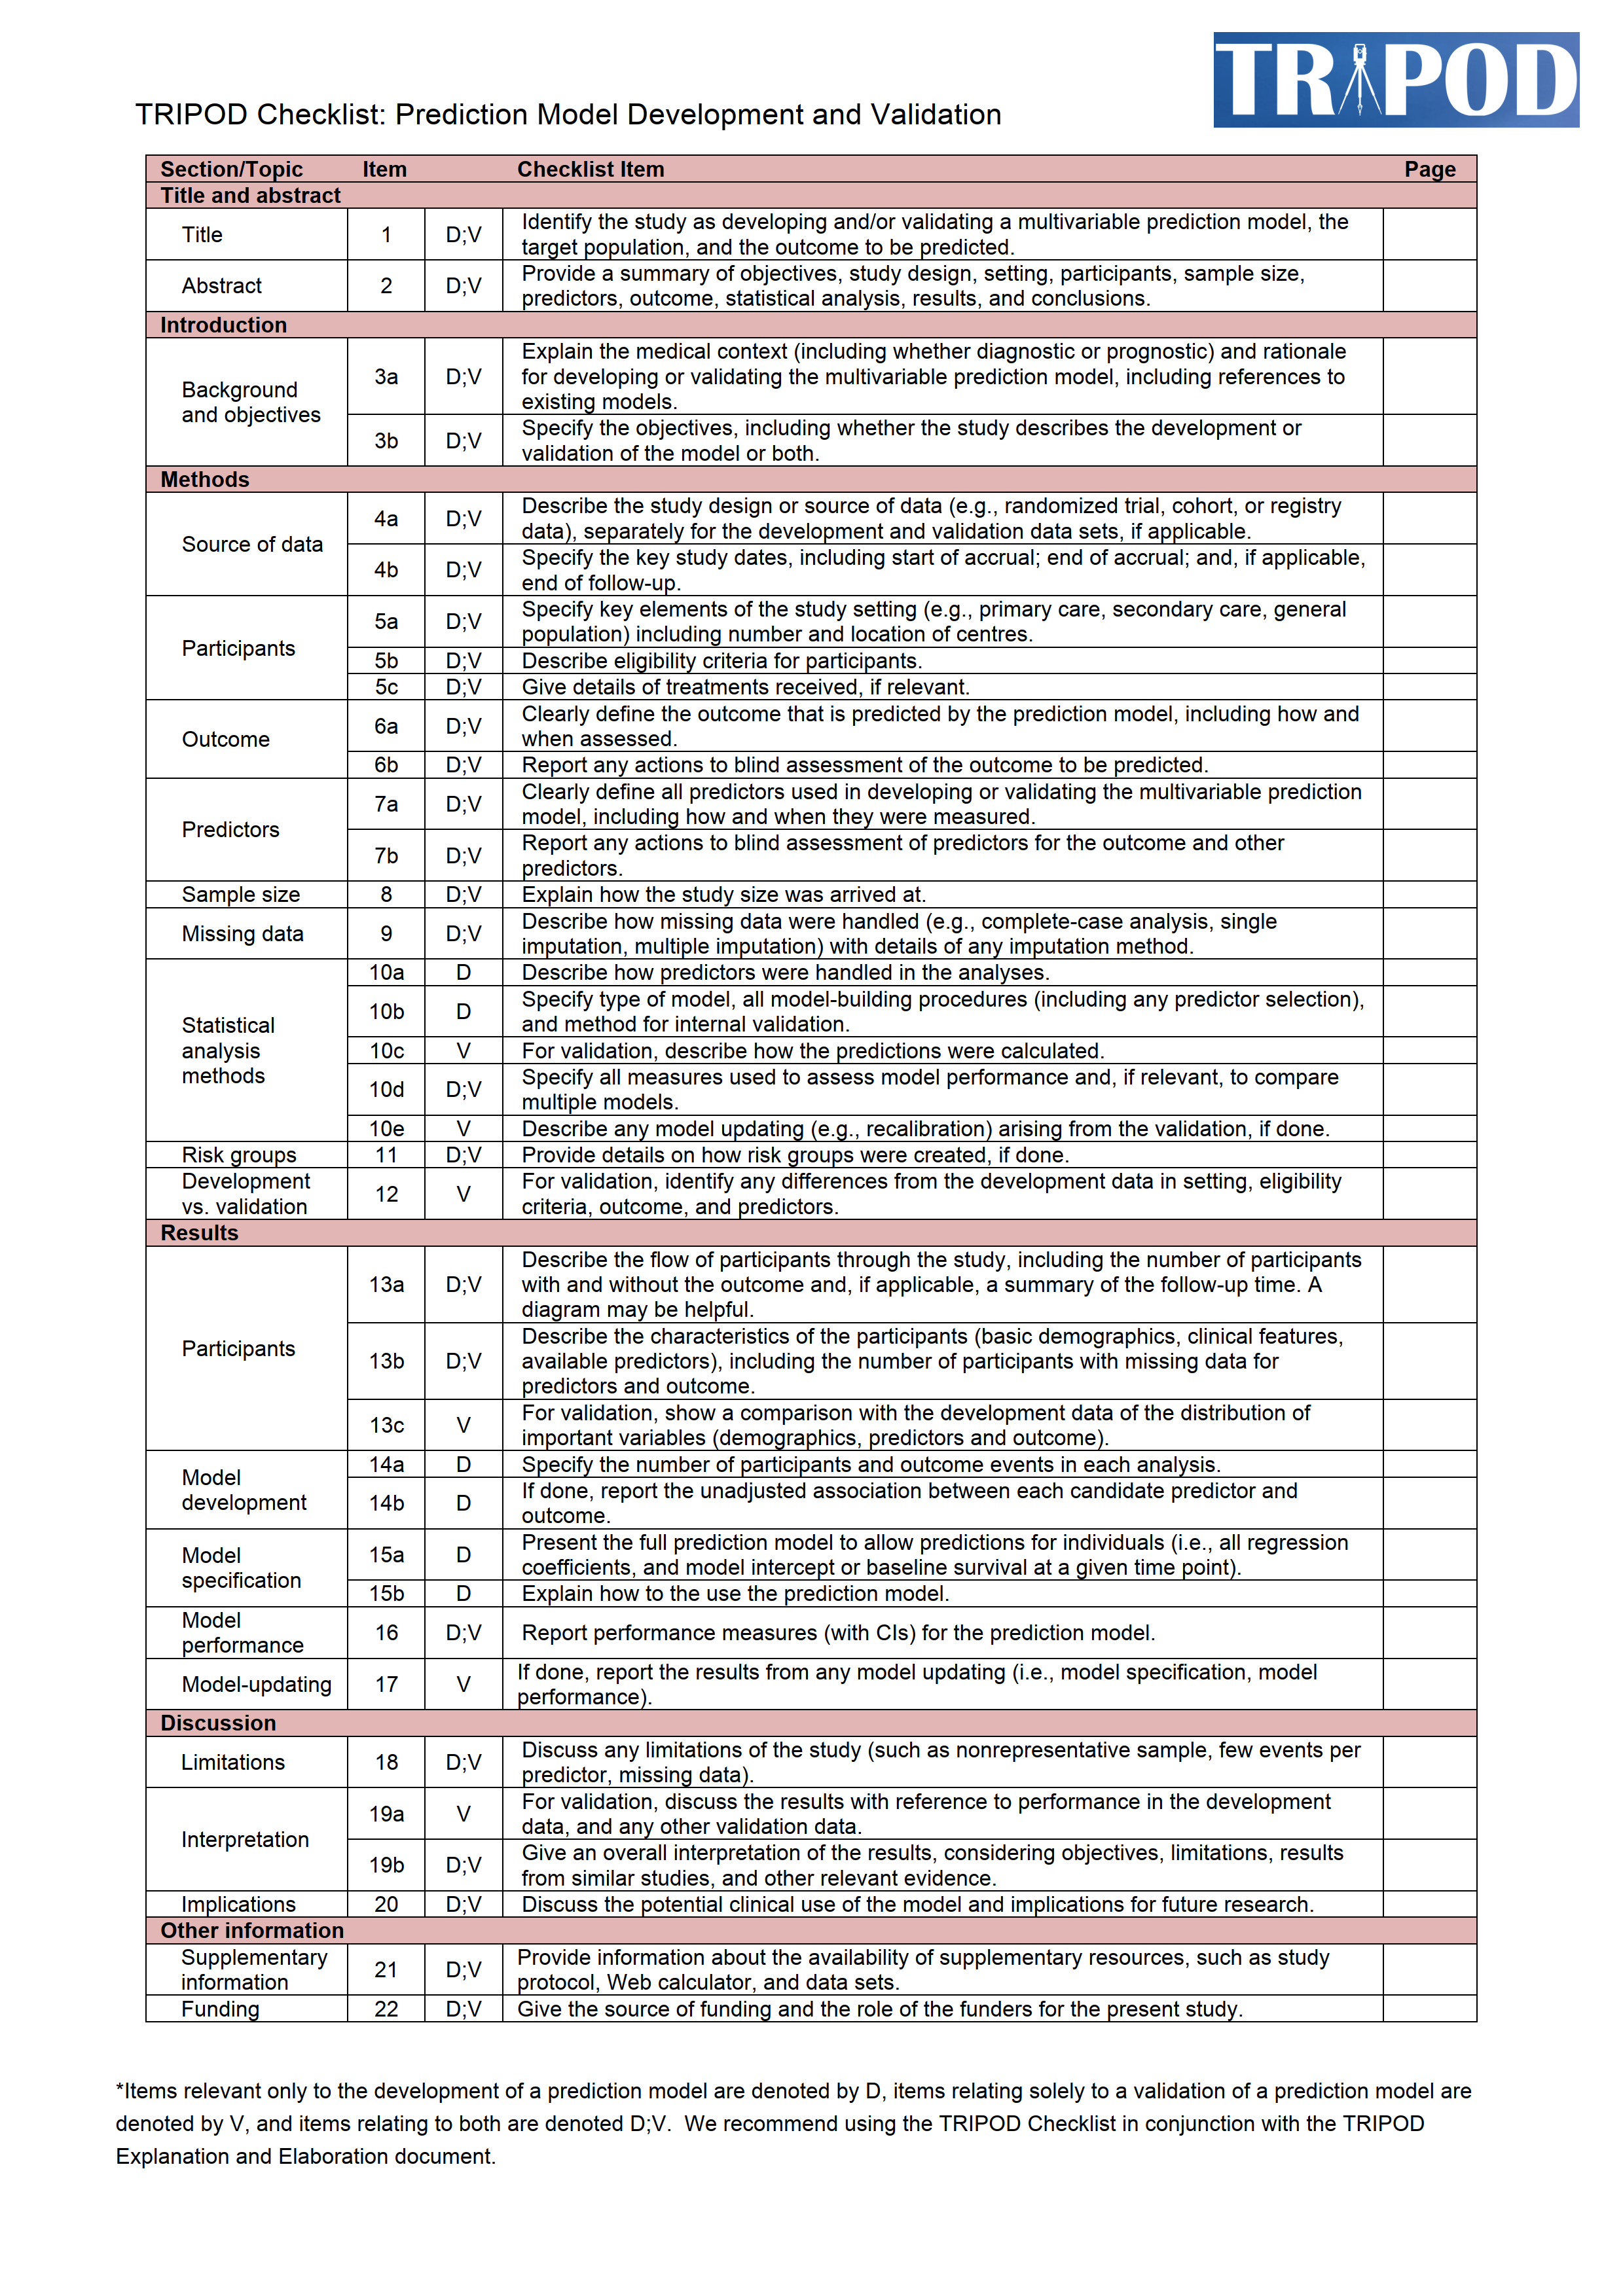 TRIPOD
TRIPOD Checklist: Prediction Model Development and Validation
Section/Topic Item Checklist Item Page
Title and abstract
Title 1 D;V Identify the study as developing and/or validating a multivariable prediction model, the
target population, and the outcome to be predicted.
Abstract 2 D;V Provide a summary of objectives, study design, setting, participants, sample size,
predictors, outcome, statistical analysis, results, and conclusions.
Introduction
Background
and objectives
3a D;V Explain the medical context (including whether diagnostic or prognostic) and rationale
for developing or validating the multivariable prediction model, including references to
existing models.
3b D;V Specify the objectives, including whether the study describes the development or
validation of the model or both.
Methods
Source of data
4a D;V Describe the study design or source of data (e.g., randomized trial, cohort, or registry
data), separately for the development and validation data sets, if applicable.
4b D;V Specify the key study dates, including start of accrual; end of accrual; and, if applicable,
end of follow-up.
Participants
5a D;V Specify key elements of the study setting (e.g., primary care, secondary care, general
population) including number and location of centres.
5b D;V Describe eligibility criteria for participants.
5c D;V Give details of treatments received, if relevant.
Outcome
6a D;V Clearly define the outcome that is predicted by the prediction model, including how and
when assessed.
6b D;V Report any actions to blind assessment of the outcome to be predicted.
Predictors
7a D;V Clearly define all predictors used in developing or validating the multivariable prediction
model, including how and when they were measured.
7b D;V Report any actions to blind assessment of predictors for the outcome and other
predictors.
Sample size 8 D;V Explain how the study size was arrived at.
Missing data 9 D;V Describe how missing data were handled (e.g., complete-case analysis, single
imputation, multiple imputation) with details of any imputation method.
Statistical
analysis
methods
10a D Describe how predictors were handled in the analyses.
10b D Specify type of model, all model-building procedures (including any predictor selection),
and method for internal validation.
10c V For validation, describe how the predictions were calculated.
10d D;V Specify all measures used to assess model performance and, if relevant, to compare
multiple models.
10e V Describe any model updating (e.g., recalibration) arising from the validation, if done.
Risk groups 11 D;V Provide details on how risk groups were created, if done.
Development
vs. validation
12 V For validation, identify any differences from the development data in setting, eligibility
criteria, outcome, and predictors.
Results
Participants
13a D;V Describe the flow of participants through the study, including the number of participants
with and without the outcome and, if applicable, a summary of the follow-up time. A
diagram may be helpful.
13b D;V Describe the characteristics of the participants (basic demographics, clinical features,
available predictors), including the number of participants with missing data for
predictors and outcome.
13c V For validation, show a comparison with the development data of the distribution of
important variables (demographics, predictors and outcome).
Model
development
14a D Specify the number of participants and outcome events in each analysis.
14b D If done, report the unadjusted association between each candidate predictor and
outcome.
Model
specification
15a D Present the full prediction model to allow predictions for individuals (i.e., all regression
coefficients, and model intercept or baseline survival at a given time point).
15b D Explain how to the use the prediction model.
Model
performance
16 D;V Report performance measures (with CIs) for the prediction model.
Model-updating 17 V If done, report the results from any model updating (i.e., model specification, model
performance).
Discussion
Limitations 18 D;V Discuss any limitations of the study (such as nonrepresentative sample, few events per
predictor, missing data).
Interpretation
19a V For validation, discuss the results with reference to performance in the development
data, and any other validation data.
19b D;V Give an overall interpretation of the results, considering objectives, limitations, results
from similar studies, and other relevant evidence.
Implications 20 D;V Discuss the potential clinical use of the model and implications for future research.
Other information
Supplementary
information
21 D;V Provide information about the availability of supplementary resources, such as study
protocol, Web calculator, and data sets.
Funding 22 D;V Give the source of funding and the role of the funders for the present study.
*Items relevant only to the development of a prediction model are denoted by D, items relating solely to a validation of a prediction model are
denoted by V, and items relating to both are denoted D;V.  We recommend using the TRIPOD Checklist in conjunction with the TRIPOD
Explanation and Elaboration document.